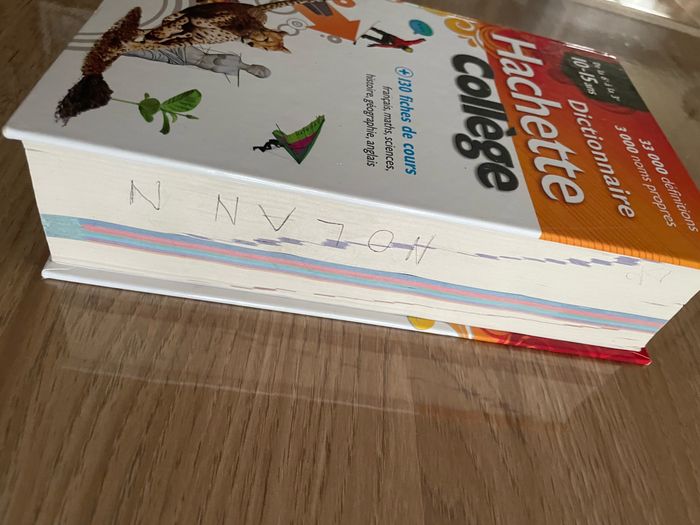 Dictionnaire
Hachette
collège
10-15 ans
33 000 définitions
3 000 noms propres
+ 130 fiches de cours
français, maths, sciences,
histoire, géographie, anglais
NOLAN Z